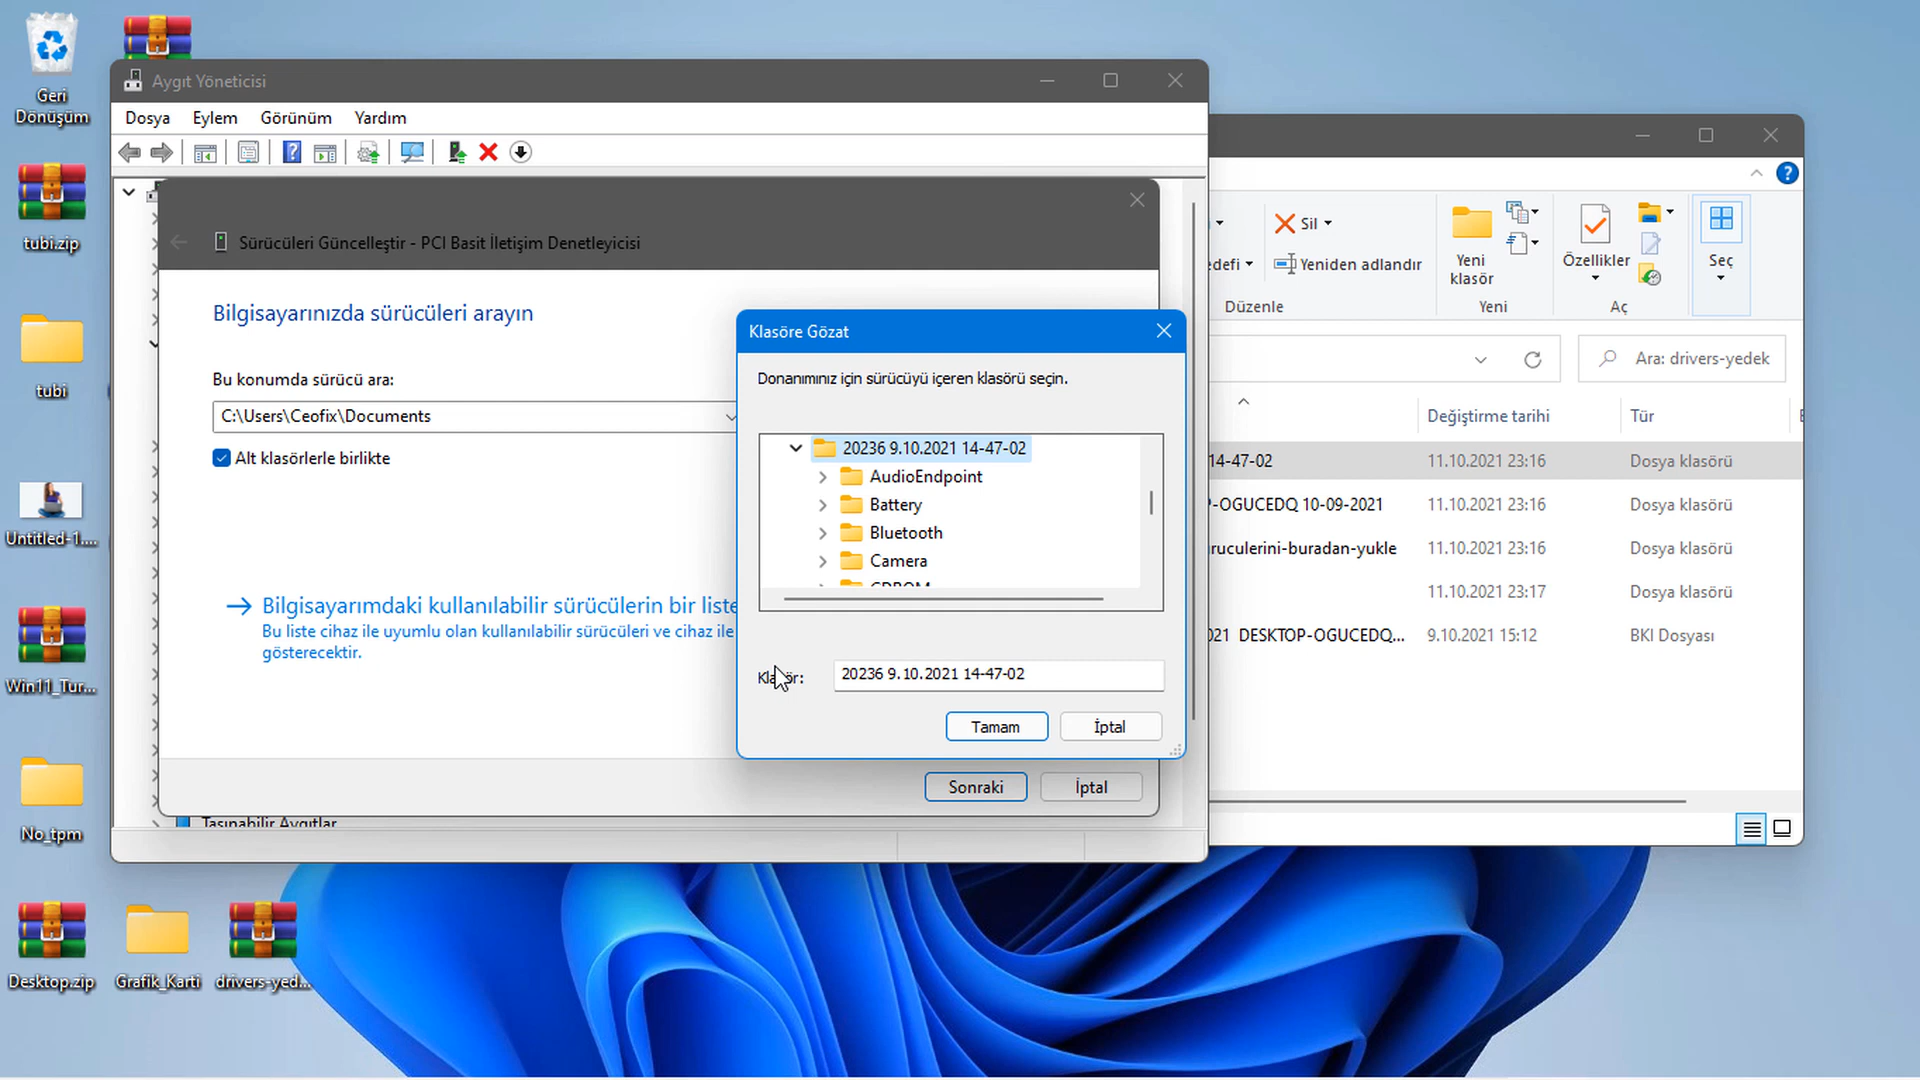 Geri
Dönüşüm
tubi.zip
tubi
Untitled-1....
Win11_Tur...
No_tpm
Desktop.zip
Grafik_Karti
drivers-yed...
Aygıt Yöneticisi
Dosya
Eylem
Görünüm
Yardım
Sürücüleri Güncelleştir - PCI Basit İletişim Denetleyicisi
Bilgisayarınızda sürücüleri arayın
Bu konumda sürücü ara:
C:\Users\Ceofix\Documents
Alt klasörlerle birlikte
Bilgisayarımdaki kullanılabilir sürücülerin bir liste
Bu liste cihaz ile uyumlu olan kullanılabilir sürücüleri ve cihaz ile
gösterecektir.
Sonraki
İptal
Taşınabilir Aygıtlar
Klasöre Gözat
Donanımınız için sürücüyü içeren klasörü seçin.
20236 9.10.2021 14-47-02
AudioEndpoint
Battery
Bluetooth
Camera
CDROM
Klasör:
20236 9.10.2021 14-47-02
Tamam
İptal
Sil
edefi
Yeniden adlandır
Düzenle
Yeni
klasör
Yeni
Özellikler
Aç
Seç
Ara: drivers-yedek
Değiştirme tarihi
Tür
14-47-02 11.10.2021 23:16 Dosya klasörü
P-OGUCEDQ 10-09-2021 11.10.2021 23:16 Dosya klasörü
ruculerini-buradan-yukle 11.10.2021 23:16 Dosya klasörü
11.10.2021 23:17 Dosya klasörü
021 DESKTOP-OGUCEDQ... 9.10.2021 15:12 BKI Dosyası